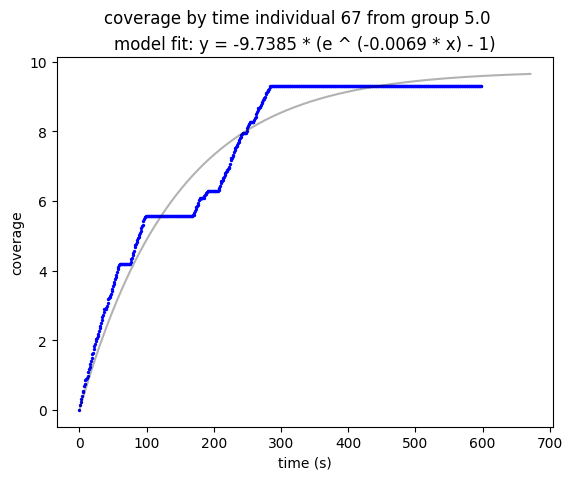 coverage by time individual 67 from group 5.0
model fit: y = -9.7385 * (e ^ (-0.0069 * x) - 1)
10
8
6
4
2
0
coverage
0 100 200 300 400 500 600 700
time (s)